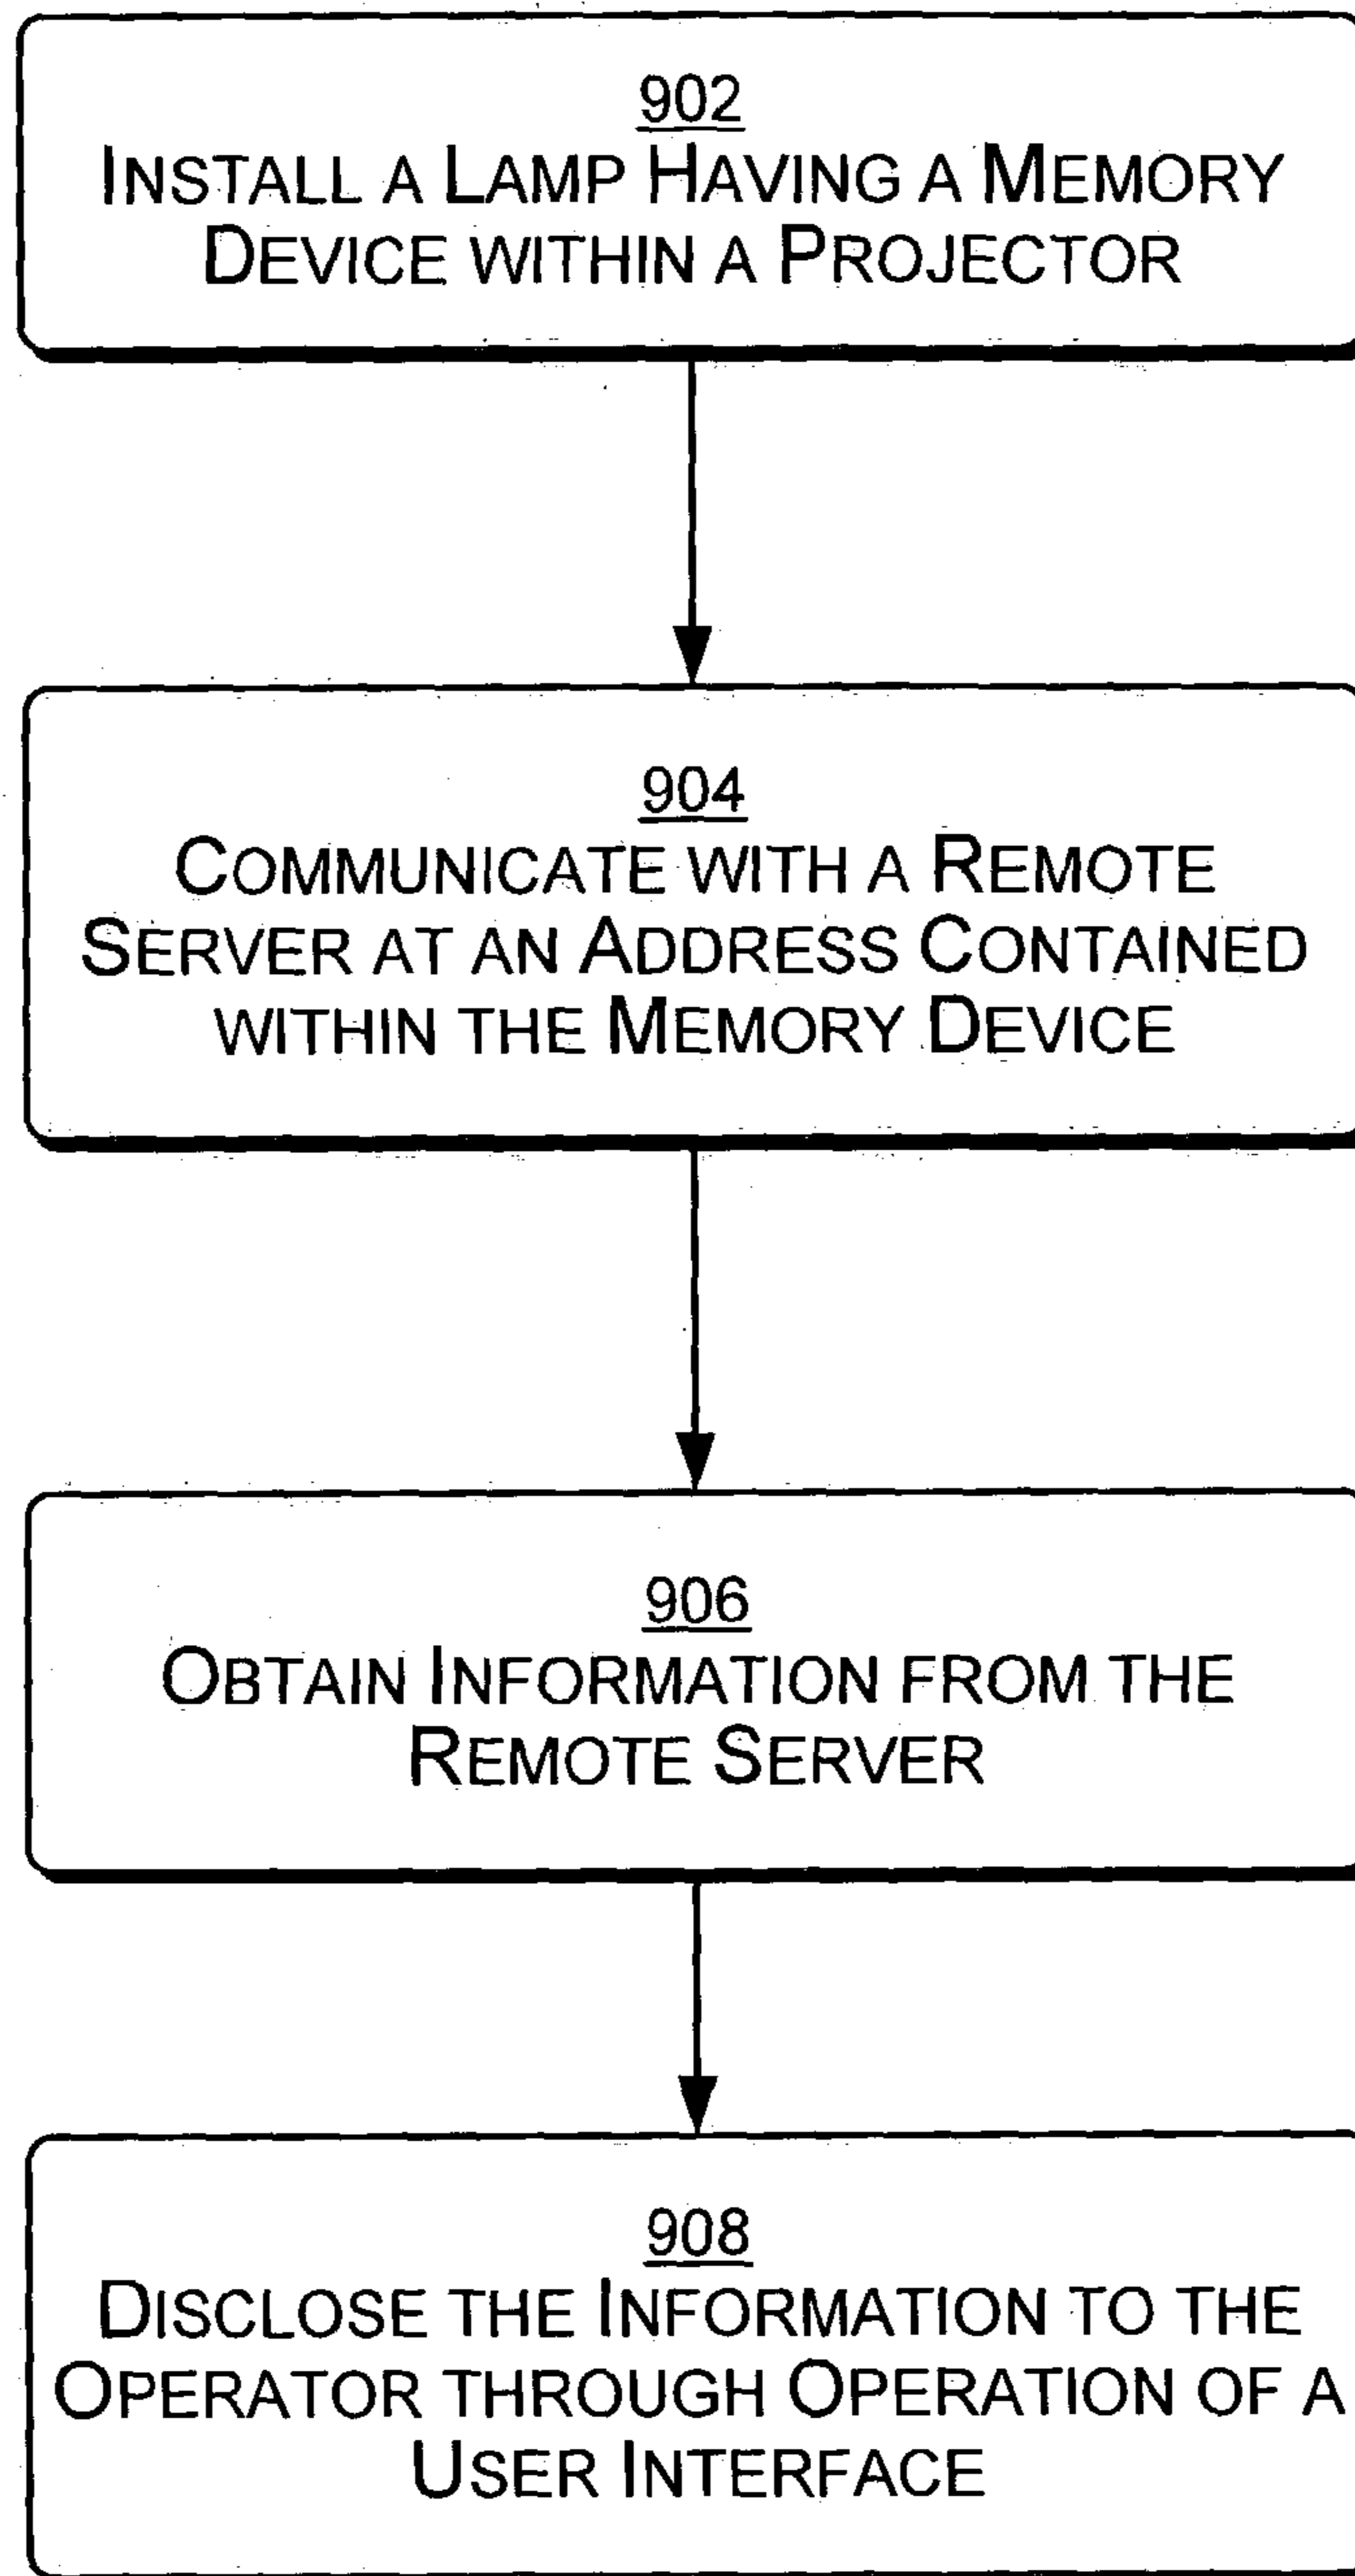 902
INSTALL A LAMP HAVING A MEMORY
DEVICE WITHIN A PROJECTOR
904
COMMUNICATE WITH A REMOTE
SERVER AT AN ADDRESS CONTAINED
WITHIN THE MEMORY DEVICE
906
OBTAIN INFORMATION FROM THE
REMOTE SERVER
908
DISCLOSE THE INFORMATION TO THE
OPERATOR THROUGH OPERATION OF A
USER INTERFACE